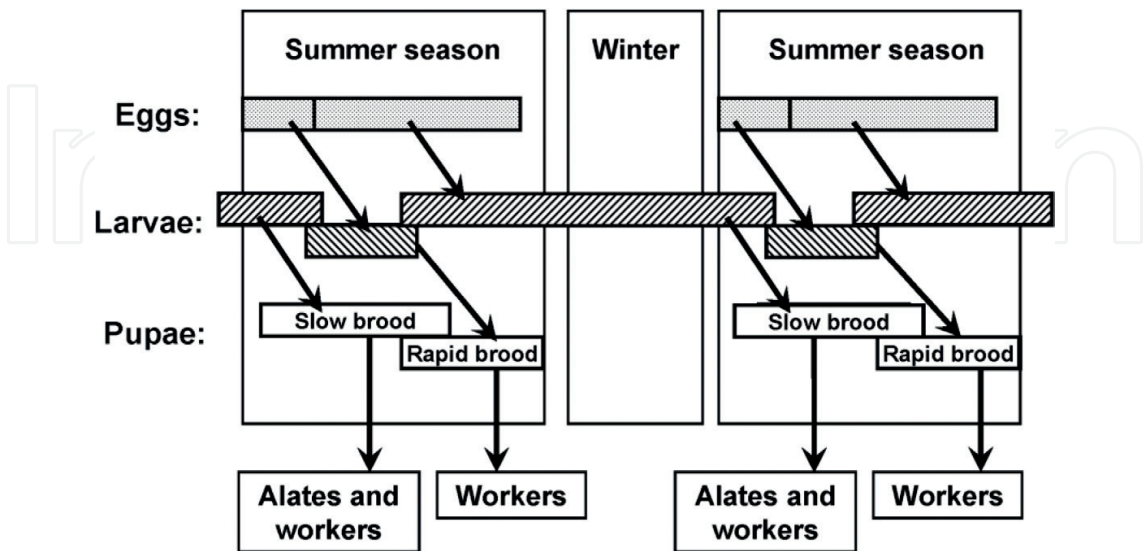 Summer season
Winter
Summer season
Eggs:
Larvae:
Pupae:
Slow brood
Rapid brood
Slow brood
Rapid brood
Alates and
workers
Workers
Alates and
workers
Workers